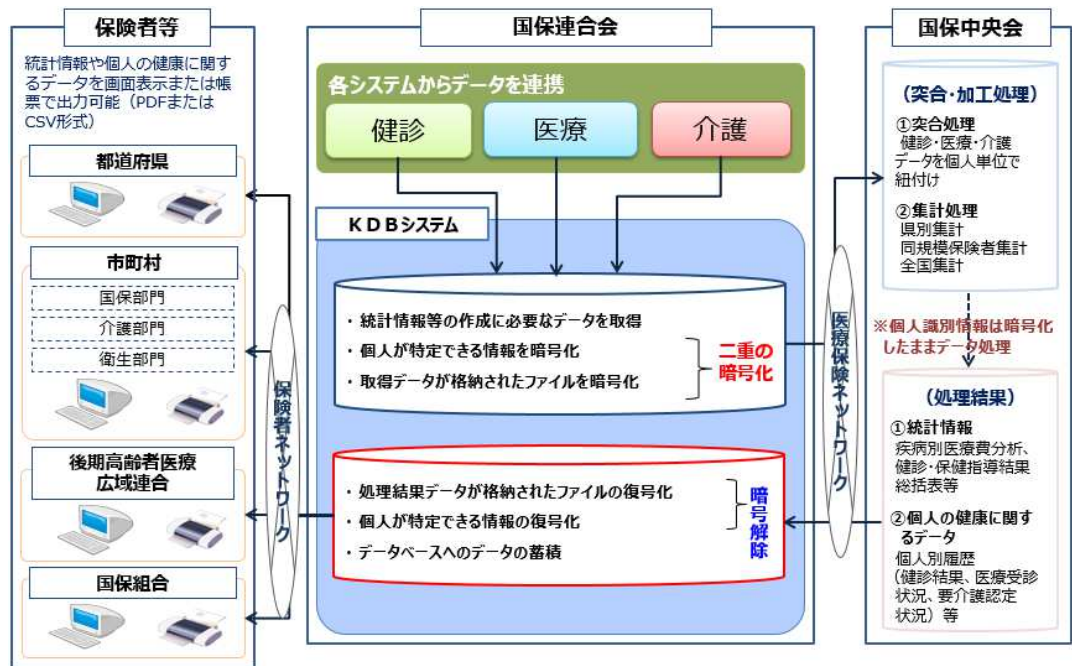 保険者等
統計情報や個人の健康に関す
るデータを画面表示または帳
票で出力可能（PDFまたは
CSV形式）
都道府県
市町村
国保部門
介護部門
衛生部門
後期高齢者医療
広域連合
国保組合
保険者ネットワーク
国保連合会
各システムからデータを連携
健診
医療
介護
KDBシステム
・統計情報等の作成に必要なデータを取得
・個人が特定できる情報を暗号化
・取得データが格納されたファイルを暗号化
二重の
暗号化
・処理結果データが格納されたファイルの復号化
・個人が特定できる情報の復号化
・データベースへのデータの蓄積
暗号解除
医療保険ネットワーク
国保中央会
（突合・加工処理）
①突合処理
健診・医療・介護
データを個人単位で
紐付け
②集計処理
県別集計
同規模保険者集計
全国集計
※個人識別情報は暗号化
したままデータ処理
（処理結果）
①統計情報
疾病別医療費分析、
健診・保健指導結果
総括表等
②個人の健康に関す
るデータ
個人別履歴
（健診結果、医療受診
状況、要介護認定
状況）等